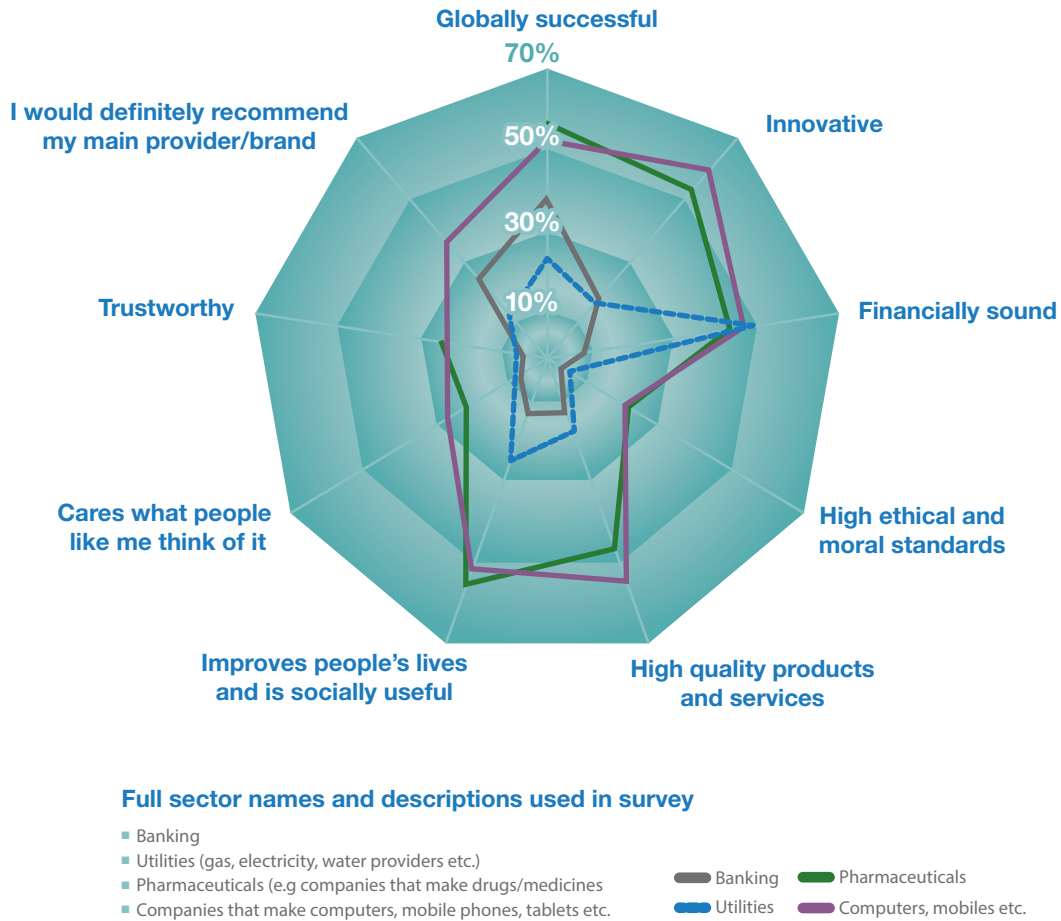 Globally successful
70%
I would definitely recommend
my main provider/brand
Innovative
50%
30%
10%
Trustworthy
Financially sound
Cares what people
like me think of it
High ethical and
moral standards
Improves people's lives
and is socially useful
High quality products
and services
Full sector names and descriptions used in survey
Banking
Utilities (gas, electricity, water providers etc.)
Pharmaceuticals (e.g companies that make drugs/medicines
Companies that make computers, mobile phones, tablets etc.
Banking
Pharmaceuticals
Utilities
Computers, mobiles etc.